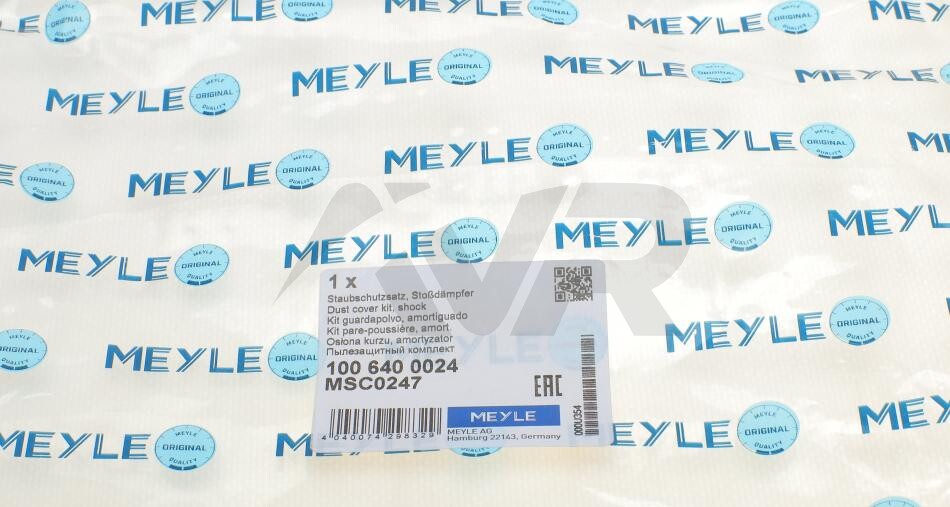 MEYLE ORIGINAL QUALITY
1 x
Staubschutzsatz, Stoßdämpfer
Dust cover kit, shock
Kit guardapolvo, amortiguado
Kit pare-poussière, amort.
Osłona kurzu, amortyzator
Пылезащитный комплект
100 640 0024
MSC0247
EAC
000U354
4 040074 298329
MEYLE
MEYLE AG
Hamburg 22143, Germany